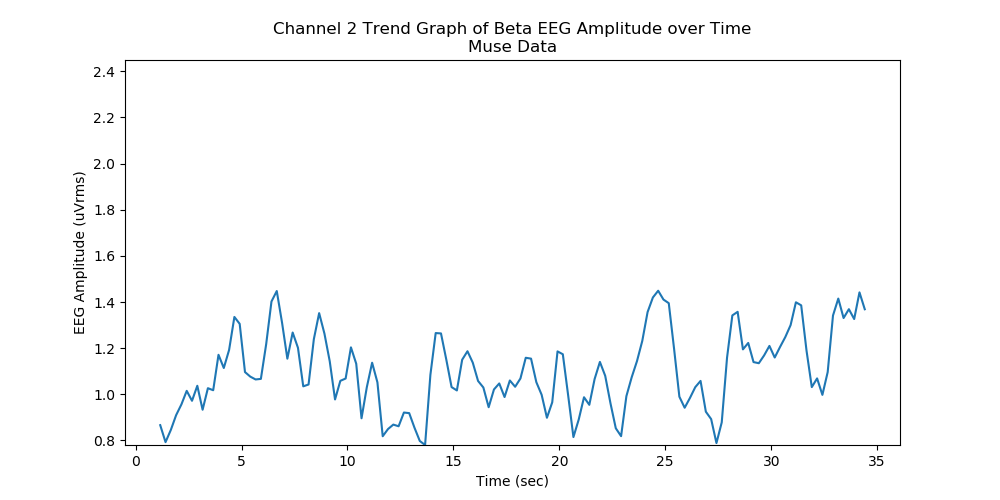 Channel 2 Trend Graph of Beta EEG Amplitude over Time
Muse Data
EEG Amplitude (uVrms)
2.4
2.2
2.0
1.8
1.6
1.4
1.2
1.0
0.8
0 5 10 15 20 25 30 35
Time (sec)